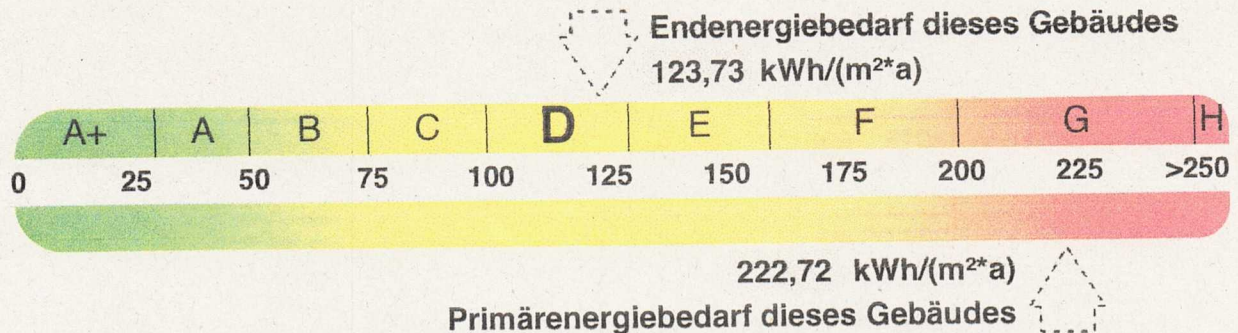 Endenergiebedarf dieses Gebäudes
123,73 kWh/(m²*a)
A+ A B C D E F G H
0 25 50 75 100 125 150 175 200 225 >250
222,72 kWh/(m²*a)
Primärenergiebedarf dieses Gebäudes